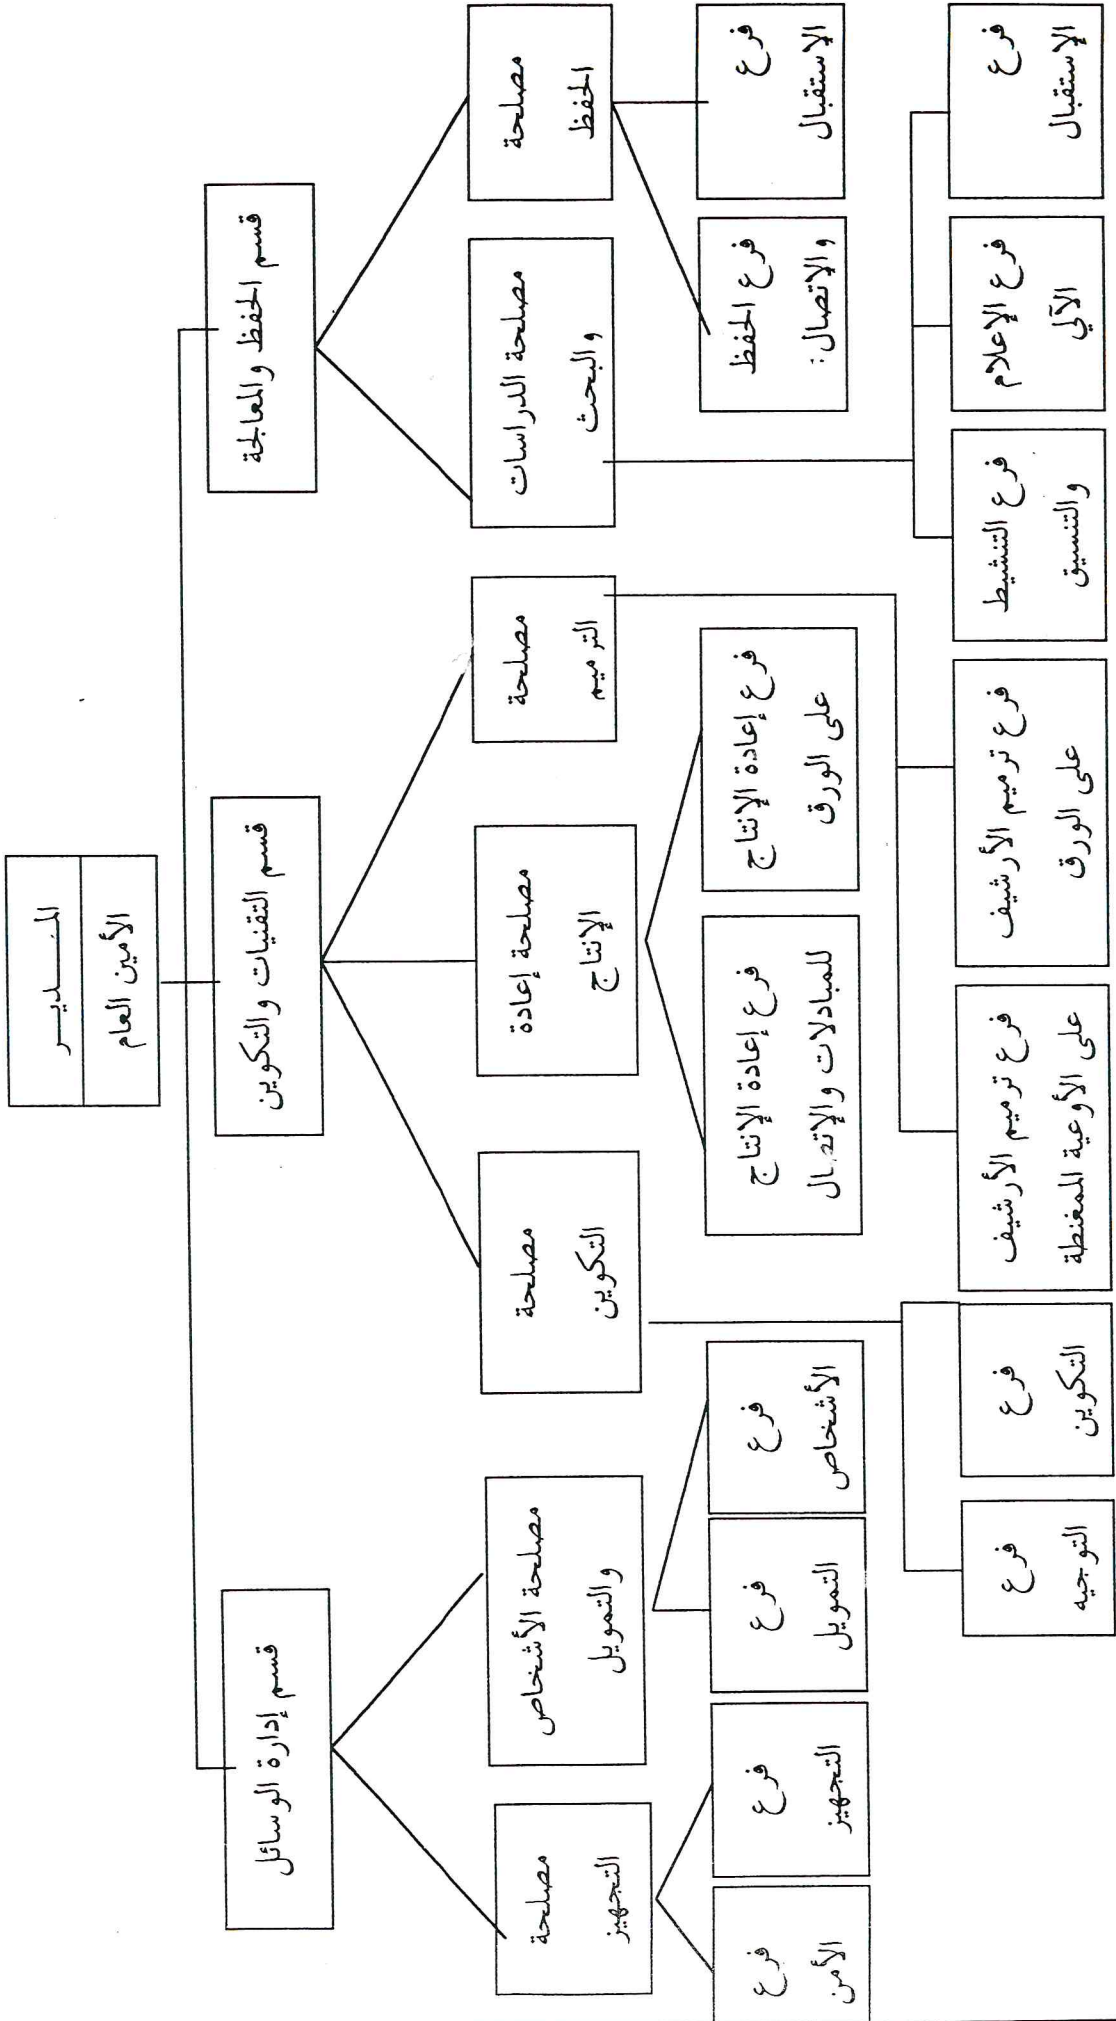 المـــديـر
الأمين العام
قسم الحفظ والمعالجة
قسم التقنيات والتكوين
قسم إدارة الوسائل
مصلحة
الحفظ
مصلحة الدراسات
والبحث
مصلحة
الترميم
مصلحة إعادة
الإنتاج
مصلحة
التكوين
مصلحة الأشخاص
والتمويل
مصلحة
التجهيز
فرع
الإستقبال
فرع الحفظ
والإتصال:
فرع إعادة الإنتاج
على الورق
فرع إعادة الإنتاج
للمبادلات والإتصال
فرع
الأشخاص
فرع
التمويل
فرع
التجهيز
فرع
الأمن
فرع
الإستقبال
فرع الإعلام
الآلي
فرع التنشيط
والتنسيق
فرع ترميم الأرشيف
على الورق
فرع ترميم الأرشيف
على الأوعية الممغنطة
فرع
التكوين
فرع
التوجيه